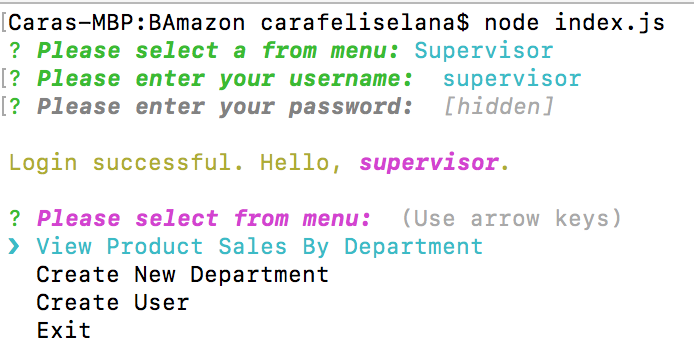 [Caras-MBP:BAmazon carafeliselana$ node index.js
? Please select a from menu: Supervisor
[? Please enter your username:  supervisor
[? Please enter your password:  [hidden]
Login successful. Hello, supervisor.
? Please select from menu:  (Use arrow keys)
❯ View Product Sales By Department
Create New Department
Create User
Exit